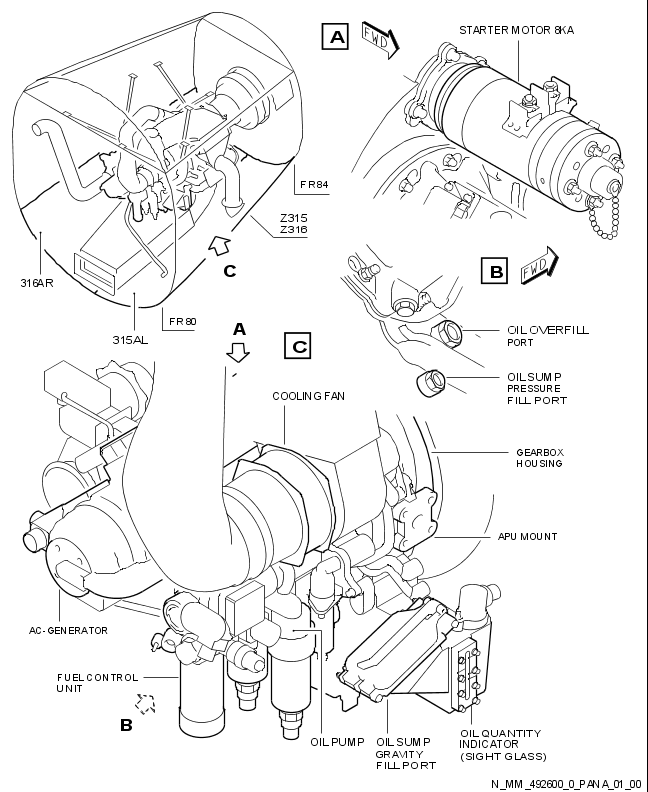 A
FWD
STARTER MOTOR 8KA
FR84
Z315
Z316
C
316AR
FR80
315AL
B
FWD
OIL OVERFILL
PORT
OIL SUMP
PRESSURE
FILL PORT
A
C
COOLING FAN
GEARBOX
HOUSING
APU MOUNT
AC-GENERATOR
FUEL CONTROL
UNIT
B
OIL PUMP
OIL SUMP
GRAVITY
FILL PORT
OIL QUANTITY
INDICATOR
(SIGHT GLASS)
N_MM_492600_0_PANA_01_00